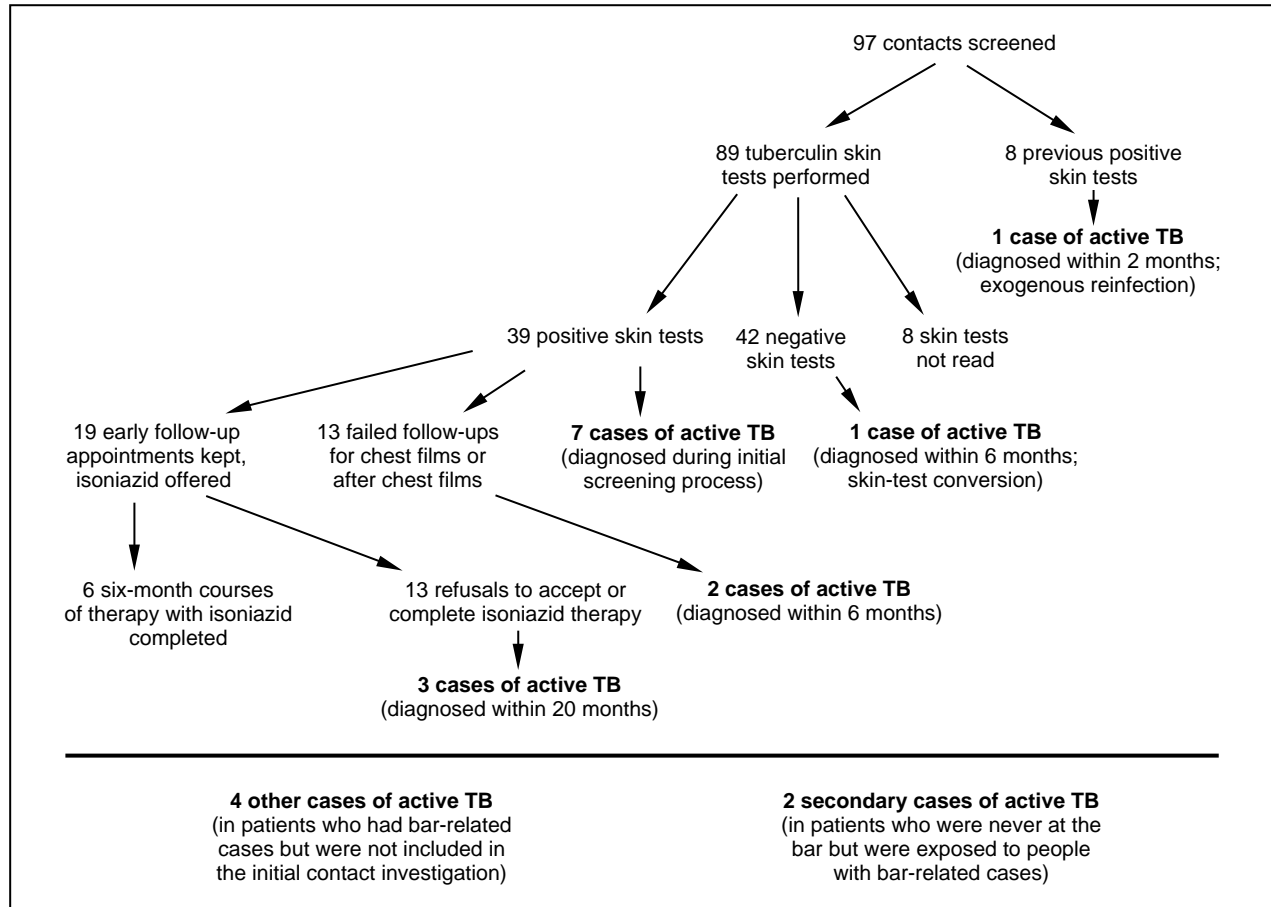 97 contacts screened
89 tuberculin skin
tests performed
8 previous positive
skin tests
1 case of active TB
(diagnosed within 2 months;
exogenous reinfection)
39 positive skin tests
42 negative
skin tests
8 skin tests
not read
19 early follow-up
appointments kept,
isoniazid offered
13 failed follow-ups
for chest films or
after chest films
7 cases of active TB
(diagnosed during initial
screening process)
1 case of active TB
(diagnosed within 6 months;
skin-test conversion)
6 six-month courses
of therapy with isoniazid
completed
13 refusals to accept or
complete isoniazid therapy
2 cases of active TB
(diagnosed within 6 months)
3 cases of active TB
(diagnosed within 20 months)
4 other cases of active TB
(in patients who had bar-related
cases but were not included in
the initial contact investigation)
2 secondary cases of active TB
(in patients who were never at the
bar but were exposed to people
with bar-related cases)